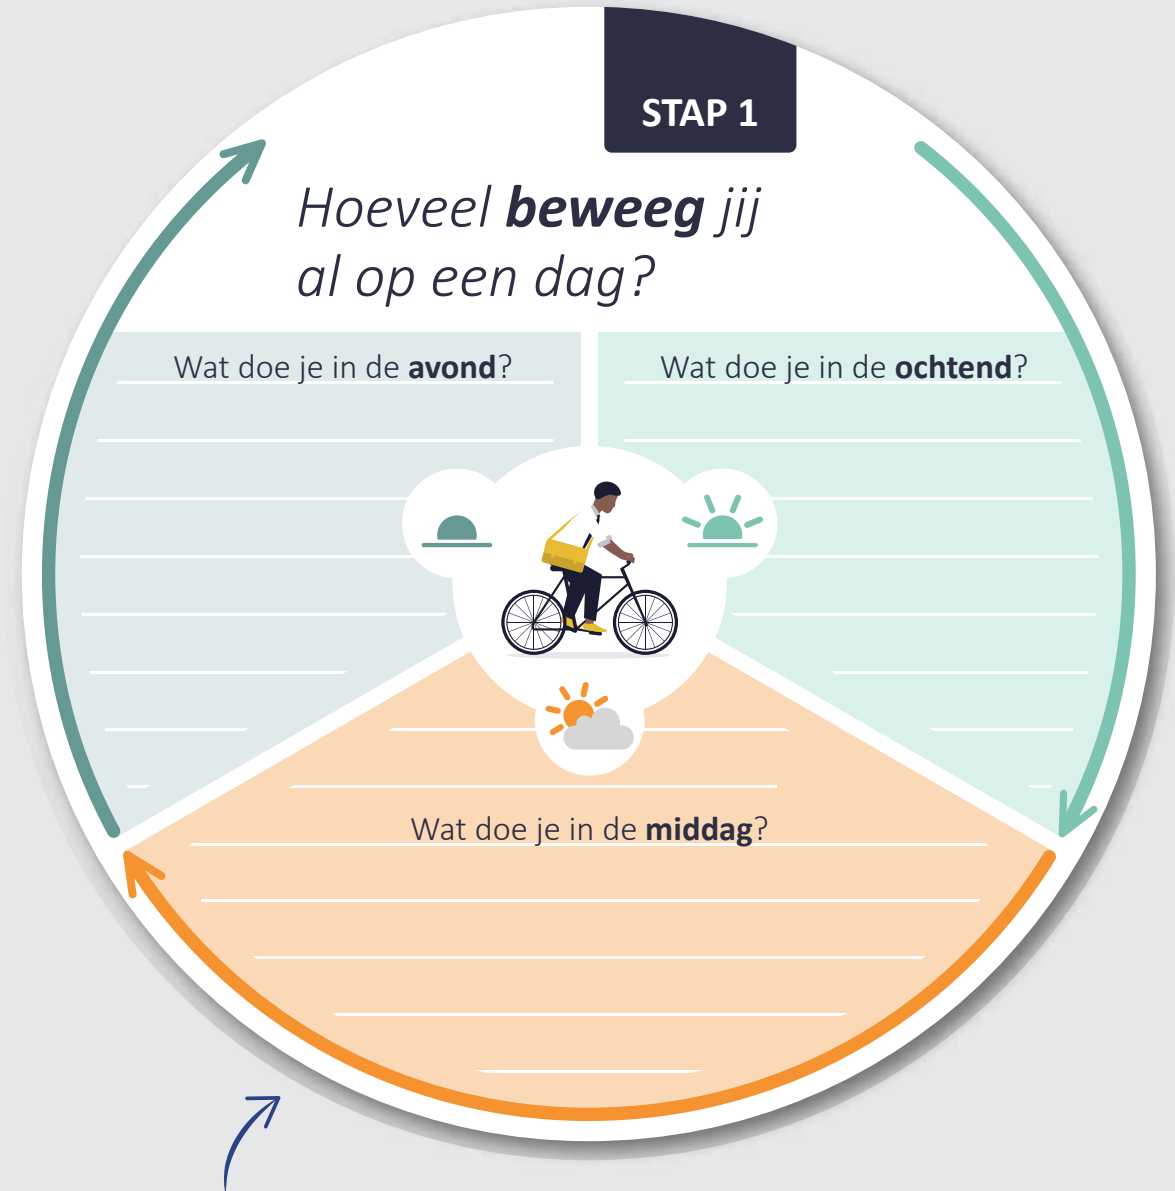 STAP 1
Hoeveel beweeg jij
al op een dag?
Wat doe je in de avond?
Wat doe je in de ochtend?
Wat doe je in de middag?